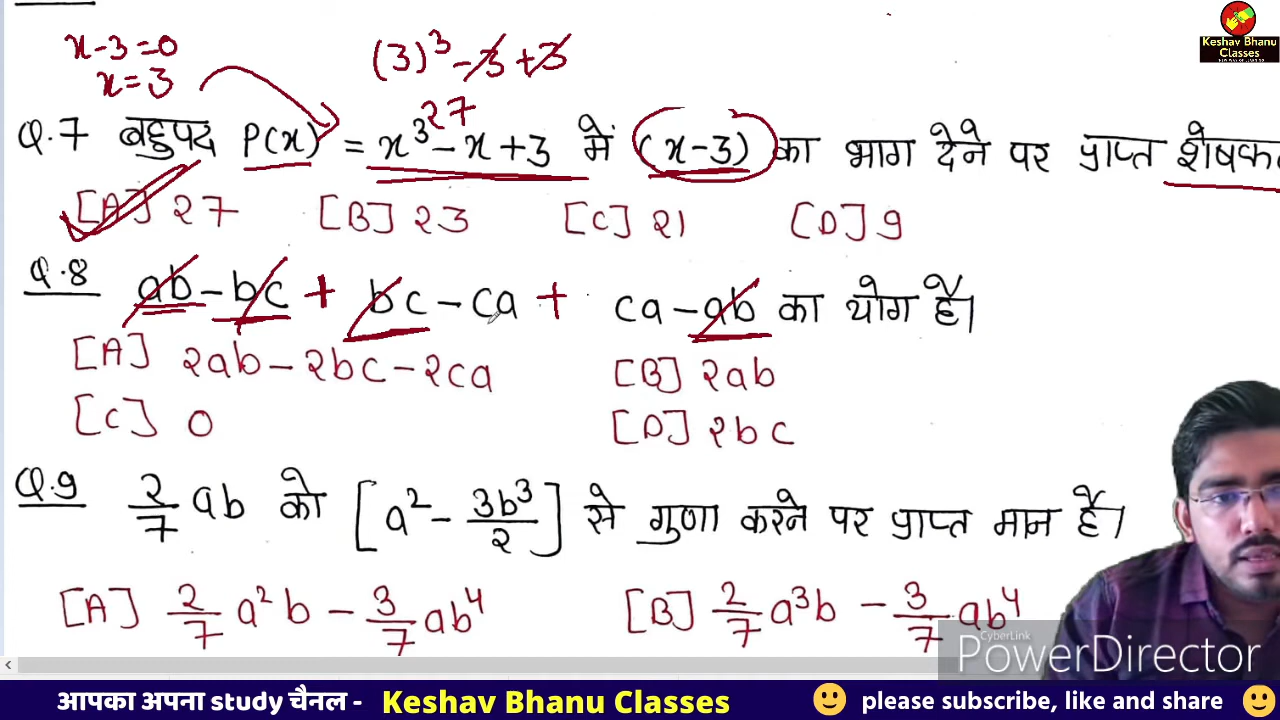 Keshav Bhanu
Classes
x-3=0
x=3
(3)³-3+3
27
Q.7 बहुपद P(x) = x³-x+3 में (x-3) का भाग देने पर प्राप्त
[A] 27 [B] 23 [C] 21 [D] 9
Q.8 ab-bc + bc-ca + ca-ab का योग है।
[A] 2ab-2bc-2ca [B] 2ab
[C] 0 [D] 2bc
Q.9 2/7 ab को [a² - 3b³/2] से गुणा करने पर प्राप्त मान है।
[A] 2/7 a²b - 3/7 ab⁴ [B] 2/7 a³b - 3/7 ab⁴
CyberLink
PowerDirector
आपका अपना study चैनल - Keshav Bhanu Classes 🙂 please subscribe, like and share 🙂